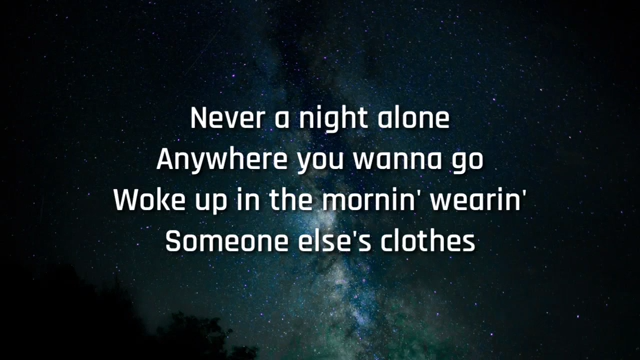 Never a night alone
Anywhere you wanna go
Woke up in the mornin' wearin'
Someone else's clothes